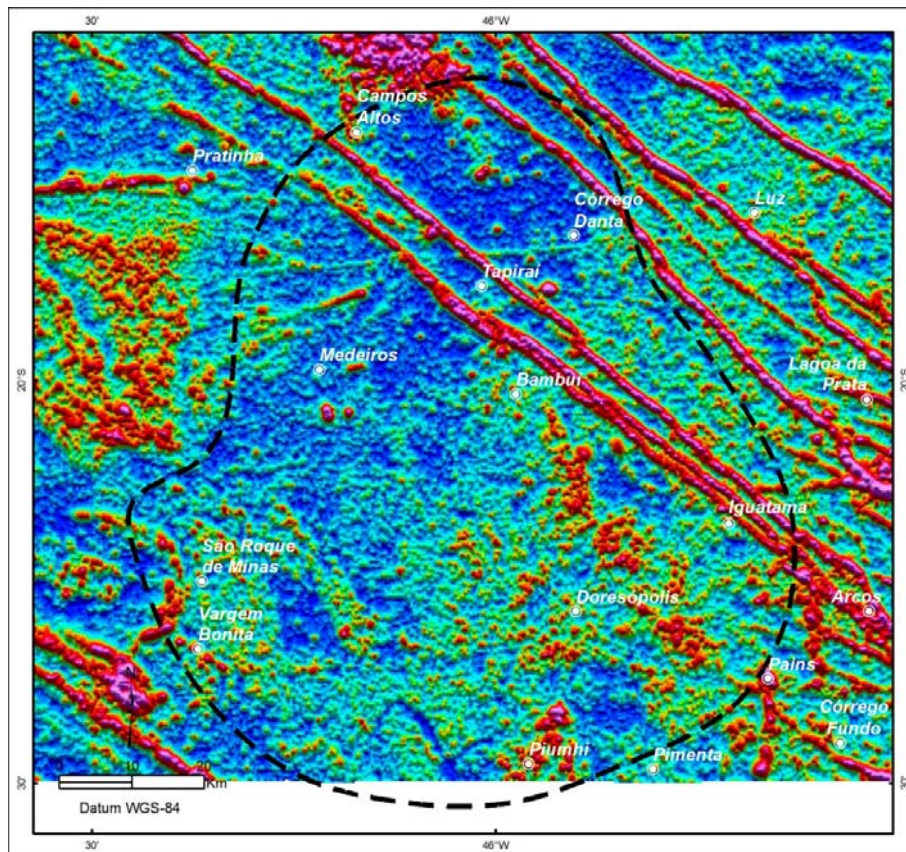 30'
46°W
Campos
Altos
Pratinha
Luz
Córrego
Danta
Tapiraí
20°S
Medeiros
Lagoa da
Prata
20°S
Bambuí
Iguatama
São Roque
de Minas
Doresópolis
Arcos
Vargem
Bonita
Pains
N
Córrego
Fundo
Piumhi
Pimenta
0 10 20
Km
30'
30'
Datum WGS-84
30'
46°W